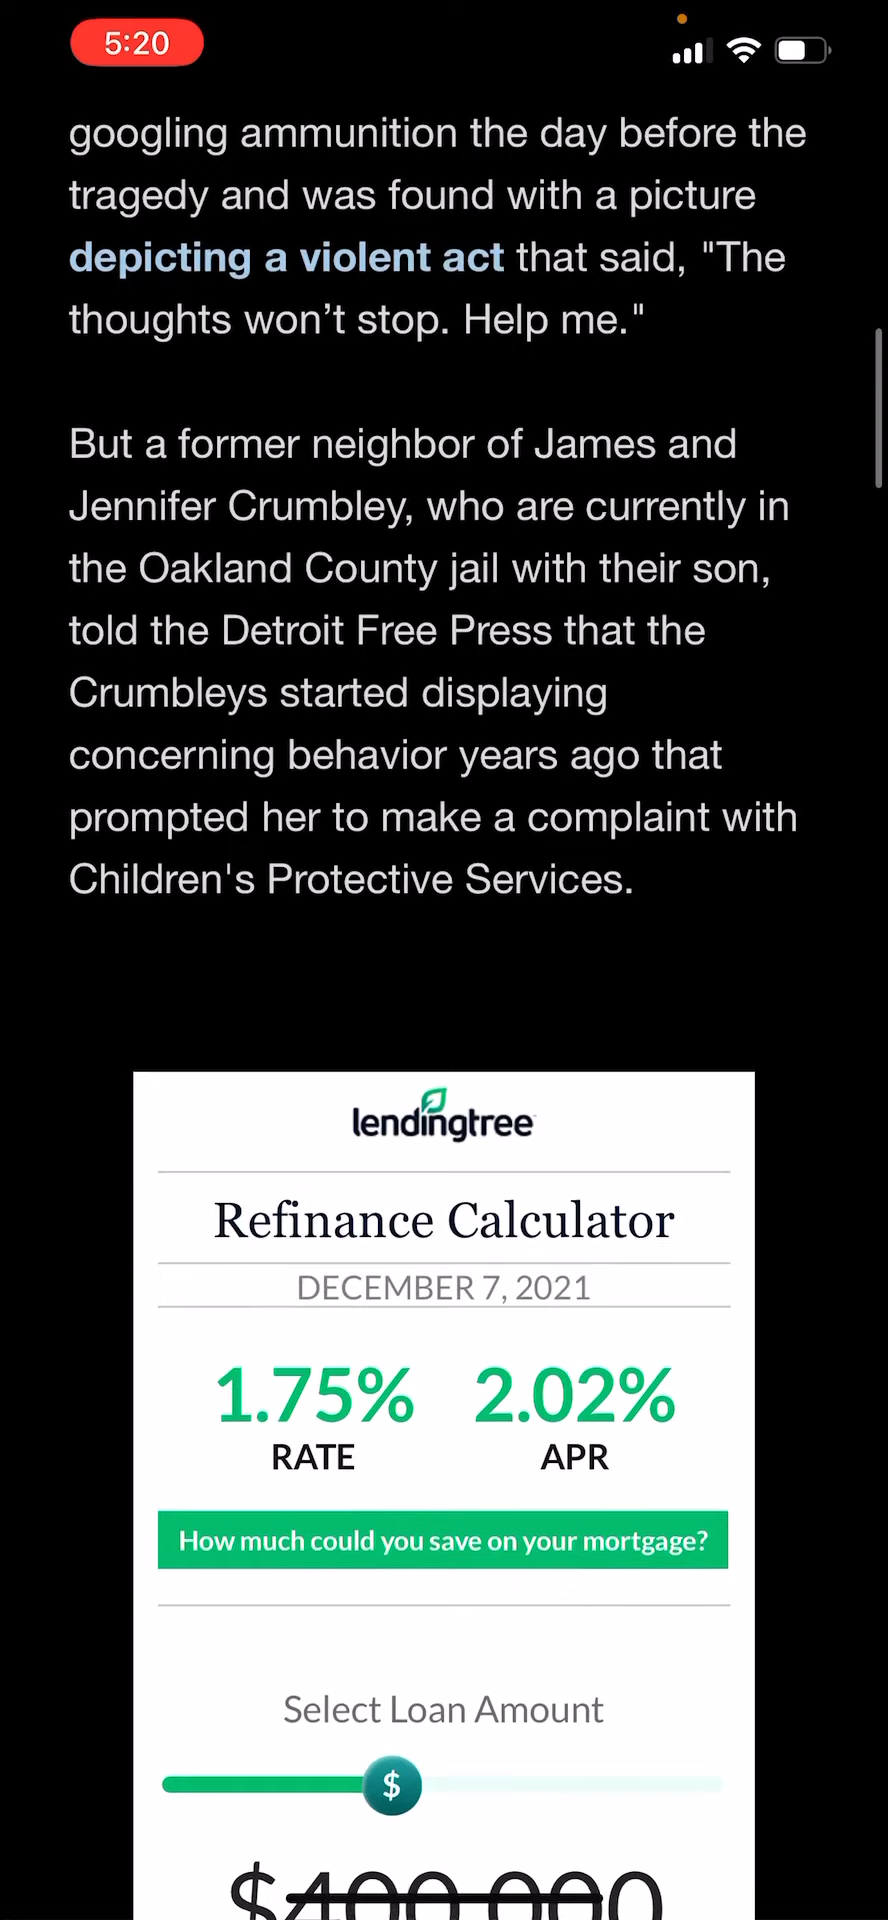 5:20
googling ammunition the day before the
tragedy and was found with a picture
depicting a violent act that said, "The
thoughts won’t stop. Help me."
But a former neighbor of James and
Jennifer Crumbley, who are currently in
the Oakland County jail with their son,
told the Detroit Free Press that the
Crumbleys started displaying
concerning behavior years ago that
prompted her to make a complaint with
Children's Protective Services.
lendingtree
Refinance Calculator
DECEMBER 7, 2021
1.75% 2.02%
RATE APR
How much could you save on your mortgage?
Select Loan Amount
$
$400,000